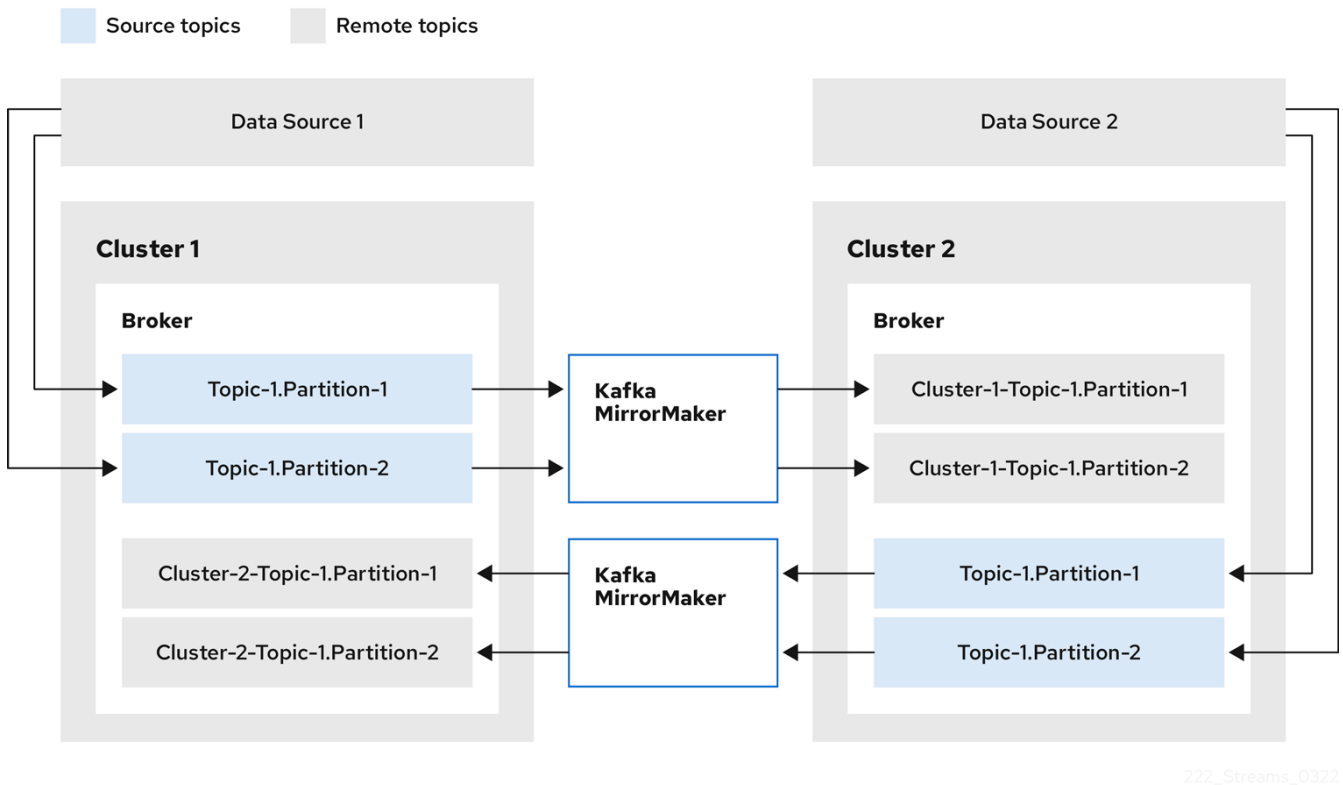 Source topics
Remote topics
Data Source 1
Data Source 2
Cluster 1
Cluster 2
Broker
Broker
Topic-1.Partition-1
Kafka
MirrorMaker
Cluster-1-Topic-1.Partition-1
Topic-1.Partition-2
Cluster-1-Topic-1.Partition-2
Cluster-2-Topic-1.Partition-1
Kafka
MirrorMaker
Topic-1.Partition-1
Cluster-2-Topic-1.Partition-2
Topic-1.Partition-2
222_Streams_0322